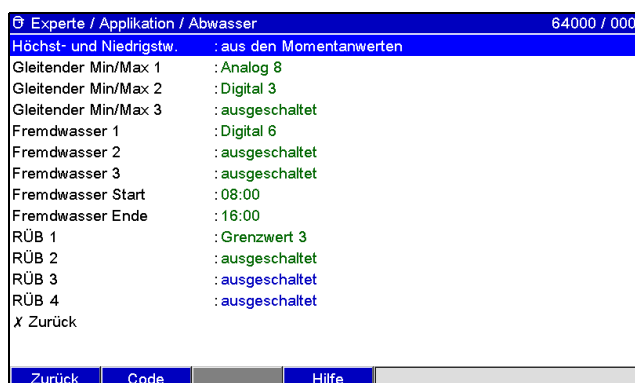 Experte / Applikation / Abwasser 64000 / 000
Höchst- und Niedrigstw. : aus den Momentanwerten
Gleitender Min/Max 1 : Analog 8
Gleitender Min/Max 2 : Digital 3
Gleitender Min/Max 3 : ausgeschaltet
Fremdwasser 1 : Digital 6
Fremdwasser 2 : ausgeschaltet
Fremdwasser 3 : ausgeschaltet
Fremdwasser Start : 08:00
Fremdwasser Ende : 16:00
RÜB 1 : Grenzwert 3
RÜB 2 : ausgeschaltet
RÜB 3 : ausgeschaltet
RÜB 4 : ausgeschaltet
X Zurück
Zurück Code Hilfe